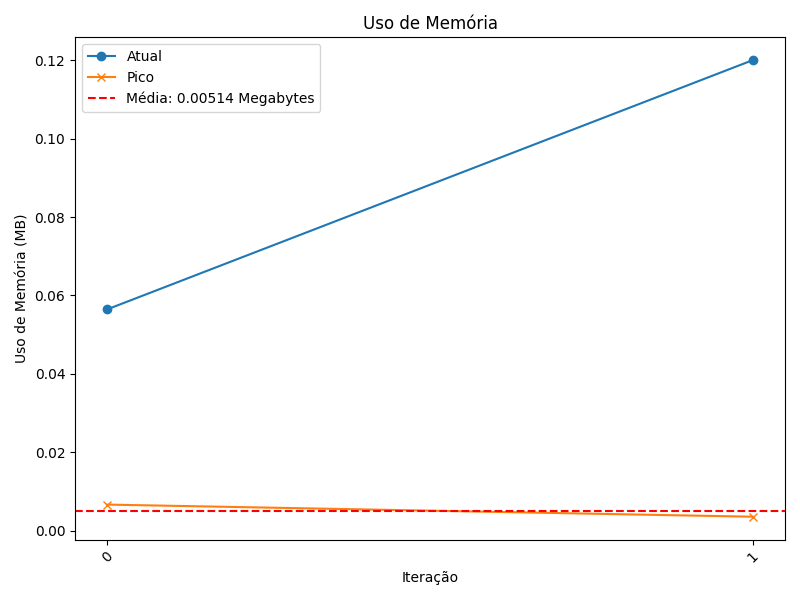 Uso de Memória
Atual
Pico
Média: 0.00514 Megabytes
0.12
0.10
0.08
0.06
0.04
0.02
0.00
Uso de Memória (MB)
0
1
Iteração